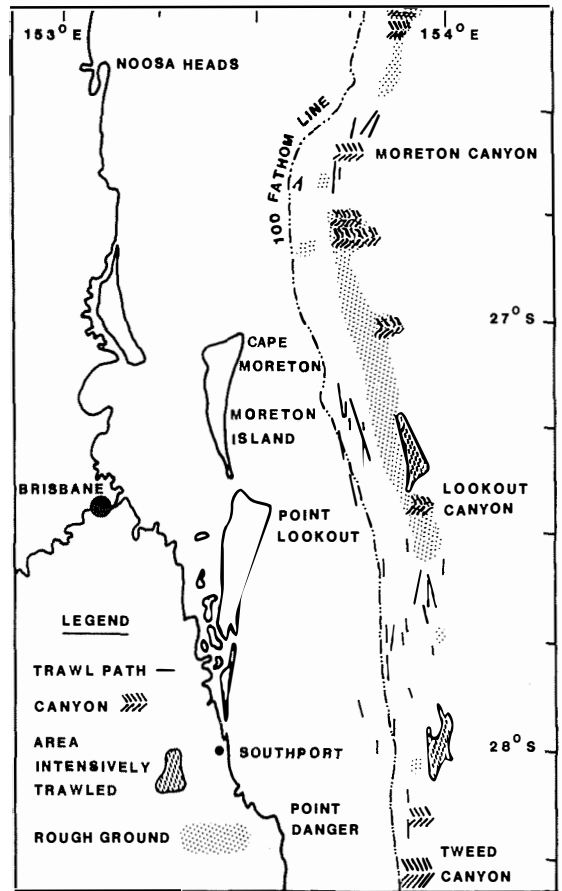 153°E
154°E
NOOSA HEADS
100 FATHOM LINE
MORETON CANYON
27°S
CAPE
MORETON
MORETON
ISLAND
BRISBANE
LOOKOUT
CANYON
POINT
LOOKOUT
LEGEND
TRAWL PATH
CANYON
AREA
INTENSIVELY
TRAWLED
ROUGH GROUND
SOUTHPORT
28°S
POINT
DANGER
TWEED
CANYON